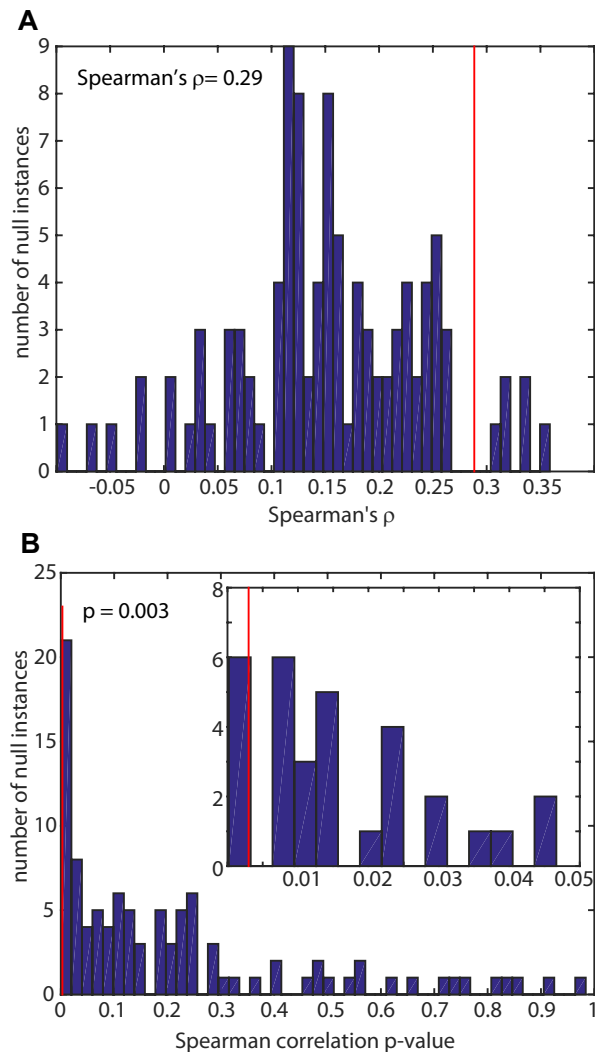 A
9
8
7
6
5
4
3
2
1
0
number of null instances
Spearman's ρ= 0.29
-0.05 0 0.05 0.1 0.15 0.2 0.25 0.3 0.35
Spearman's ρ
B
25
20
15
10
5
0
number of null instances
p = 0.003
8
6
4
2
0
0.01 0.02 0.03 0.04 0.05
0 0.1 0.2 0.3 0.4 0.5 0.6 0.7 0.8 0.9 1
Spearman correlation p-value